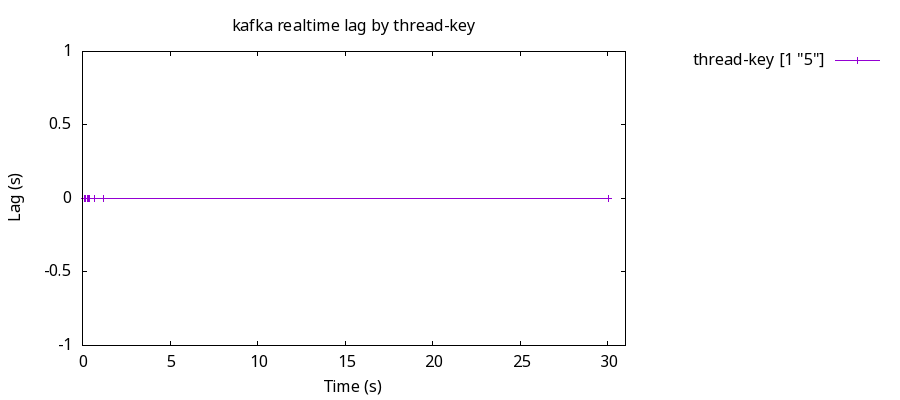 kafka realtime lag by thread-key
thread-key [1 "5"]
1
0.5
0
-0.5
-1
Lag (s)
0 5 10 15 20 25 30
Time (s)